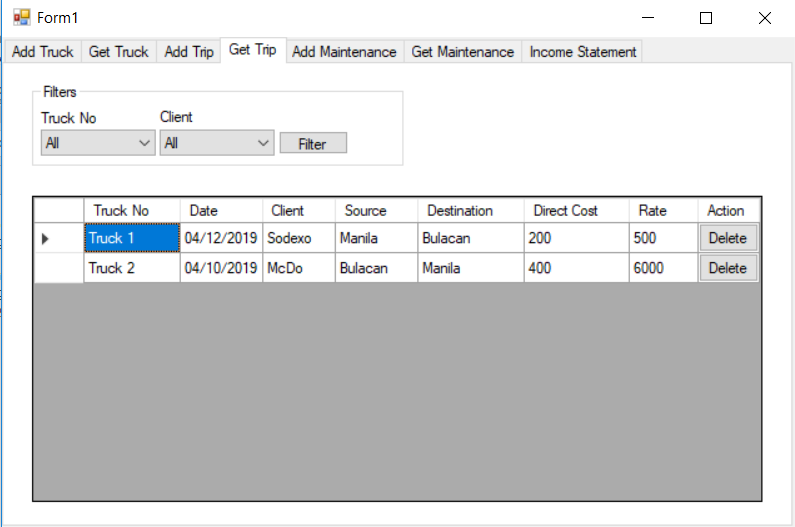 Form1
Add Truck Get Truck Add Trip Get Trip Add Maintenance Get Maintenance Income Statement
Filters
Truck No Client
All All Filter
Truck No Date Client Source Destination Direct Cost Rate Action
Truck 1 04/12/2019 Sodexo Manila Bulacan 200 500 Delete
Truck 2 04/10/2019 McDo Bulacan Manila 400 6000 Delete